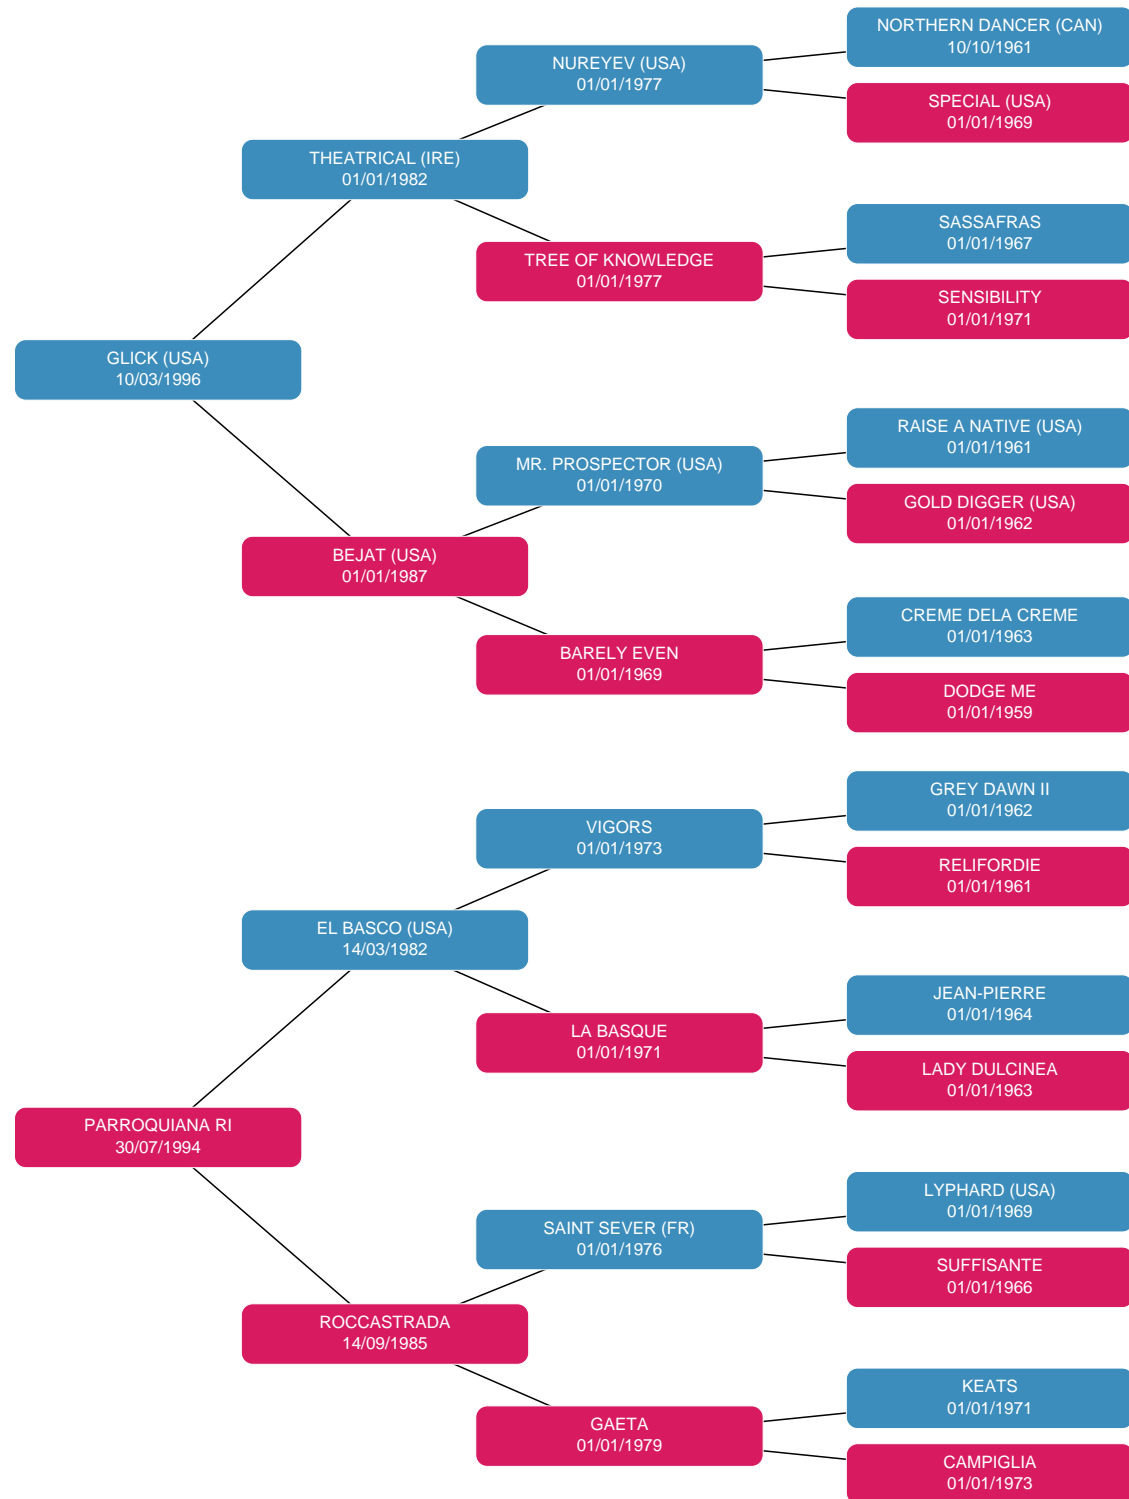 NORTHERN DANCER (CAN)
10/10/1961
NUREYEV (USA)
01/01/1977
SPECIAL (USA)
01/01/1969
THEATRICAL (IRE)
01/01/1982
SASSAFRAS
01/01/1967
TREE OF KNOWLEDGE
01/01/1977
SENSIBILITY
01/01/1971
GLICK (USA)
10/03/1996
RAISE A NATIVE (USA)
01/01/1961
MR. PROSPECTOR (USA)
01/01/1970
GOLD DIGGER (USA)
01/01/1962
BEJAT (USA)
01/01/1987
CREME DELA CREME
01/01/1963
BARELY EVEN
01/01/1969
DODGE ME
01/01/1959
GREY DAWN II
01/01/1962
VIGORS
01/01/1973
RELIFORDIE
01/01/1961
EL BASCO (USA)
14/03/1982
JEAN-PIERRE
01/01/1964
LA BASQUE
01/01/1971
LADY DULCINEA
01/01/1963
PARROQUIANA RI
30/07/1994
LYPHARD (USA)
01/01/1969
SAINT SEVER (FR)
01/01/1976
SUFFISANTE
01/01/1966
ROCCASTRADA
14/09/1985
KEATS
01/01/1971
GAETA
01/01/1979
CAMPIGLIA
01/01/1973